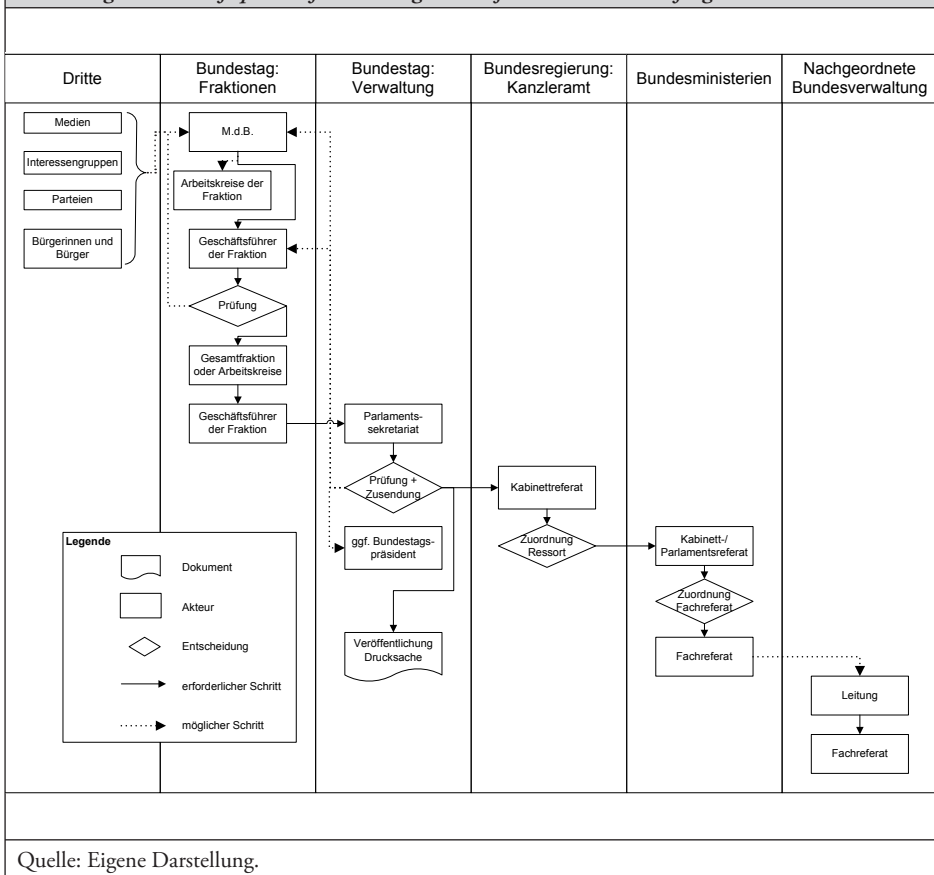 Dritte
Bundestag:
Fraktionen
Bundestag:
Verwaltung
Bundesregierung:
Kanzleramt
Bundesministerien
Nachgeordnete
Bundesverwaltung
Medien
Interessengruppen
Parteien
Bürgerinnen und
Bürger
M.d.B.
Arbeitskreise der
Fraktion
Geschäftsführer
der Fraktion
Prüfung
Gesamtfraktion
oder Arbeitskreise
Geschäftsführer
der Fraktion
Parlaments-
sekretariat
Prüfung +
Zusendung
ggf. Bundestags-
präsident
Veröffentlichung
Drucksache
Kabinettreferat
Zuordnung
Ressort
Kabinett-/
Parlamentsreferat
Zuordnung
Fachreferat
Fachreferat
Leitung
Fachreferat
Legende
Dokument
Akteur
Entscheidung
erforderlicher Schritt
möglicher Schritt
Quelle: Eigene Darstellung.